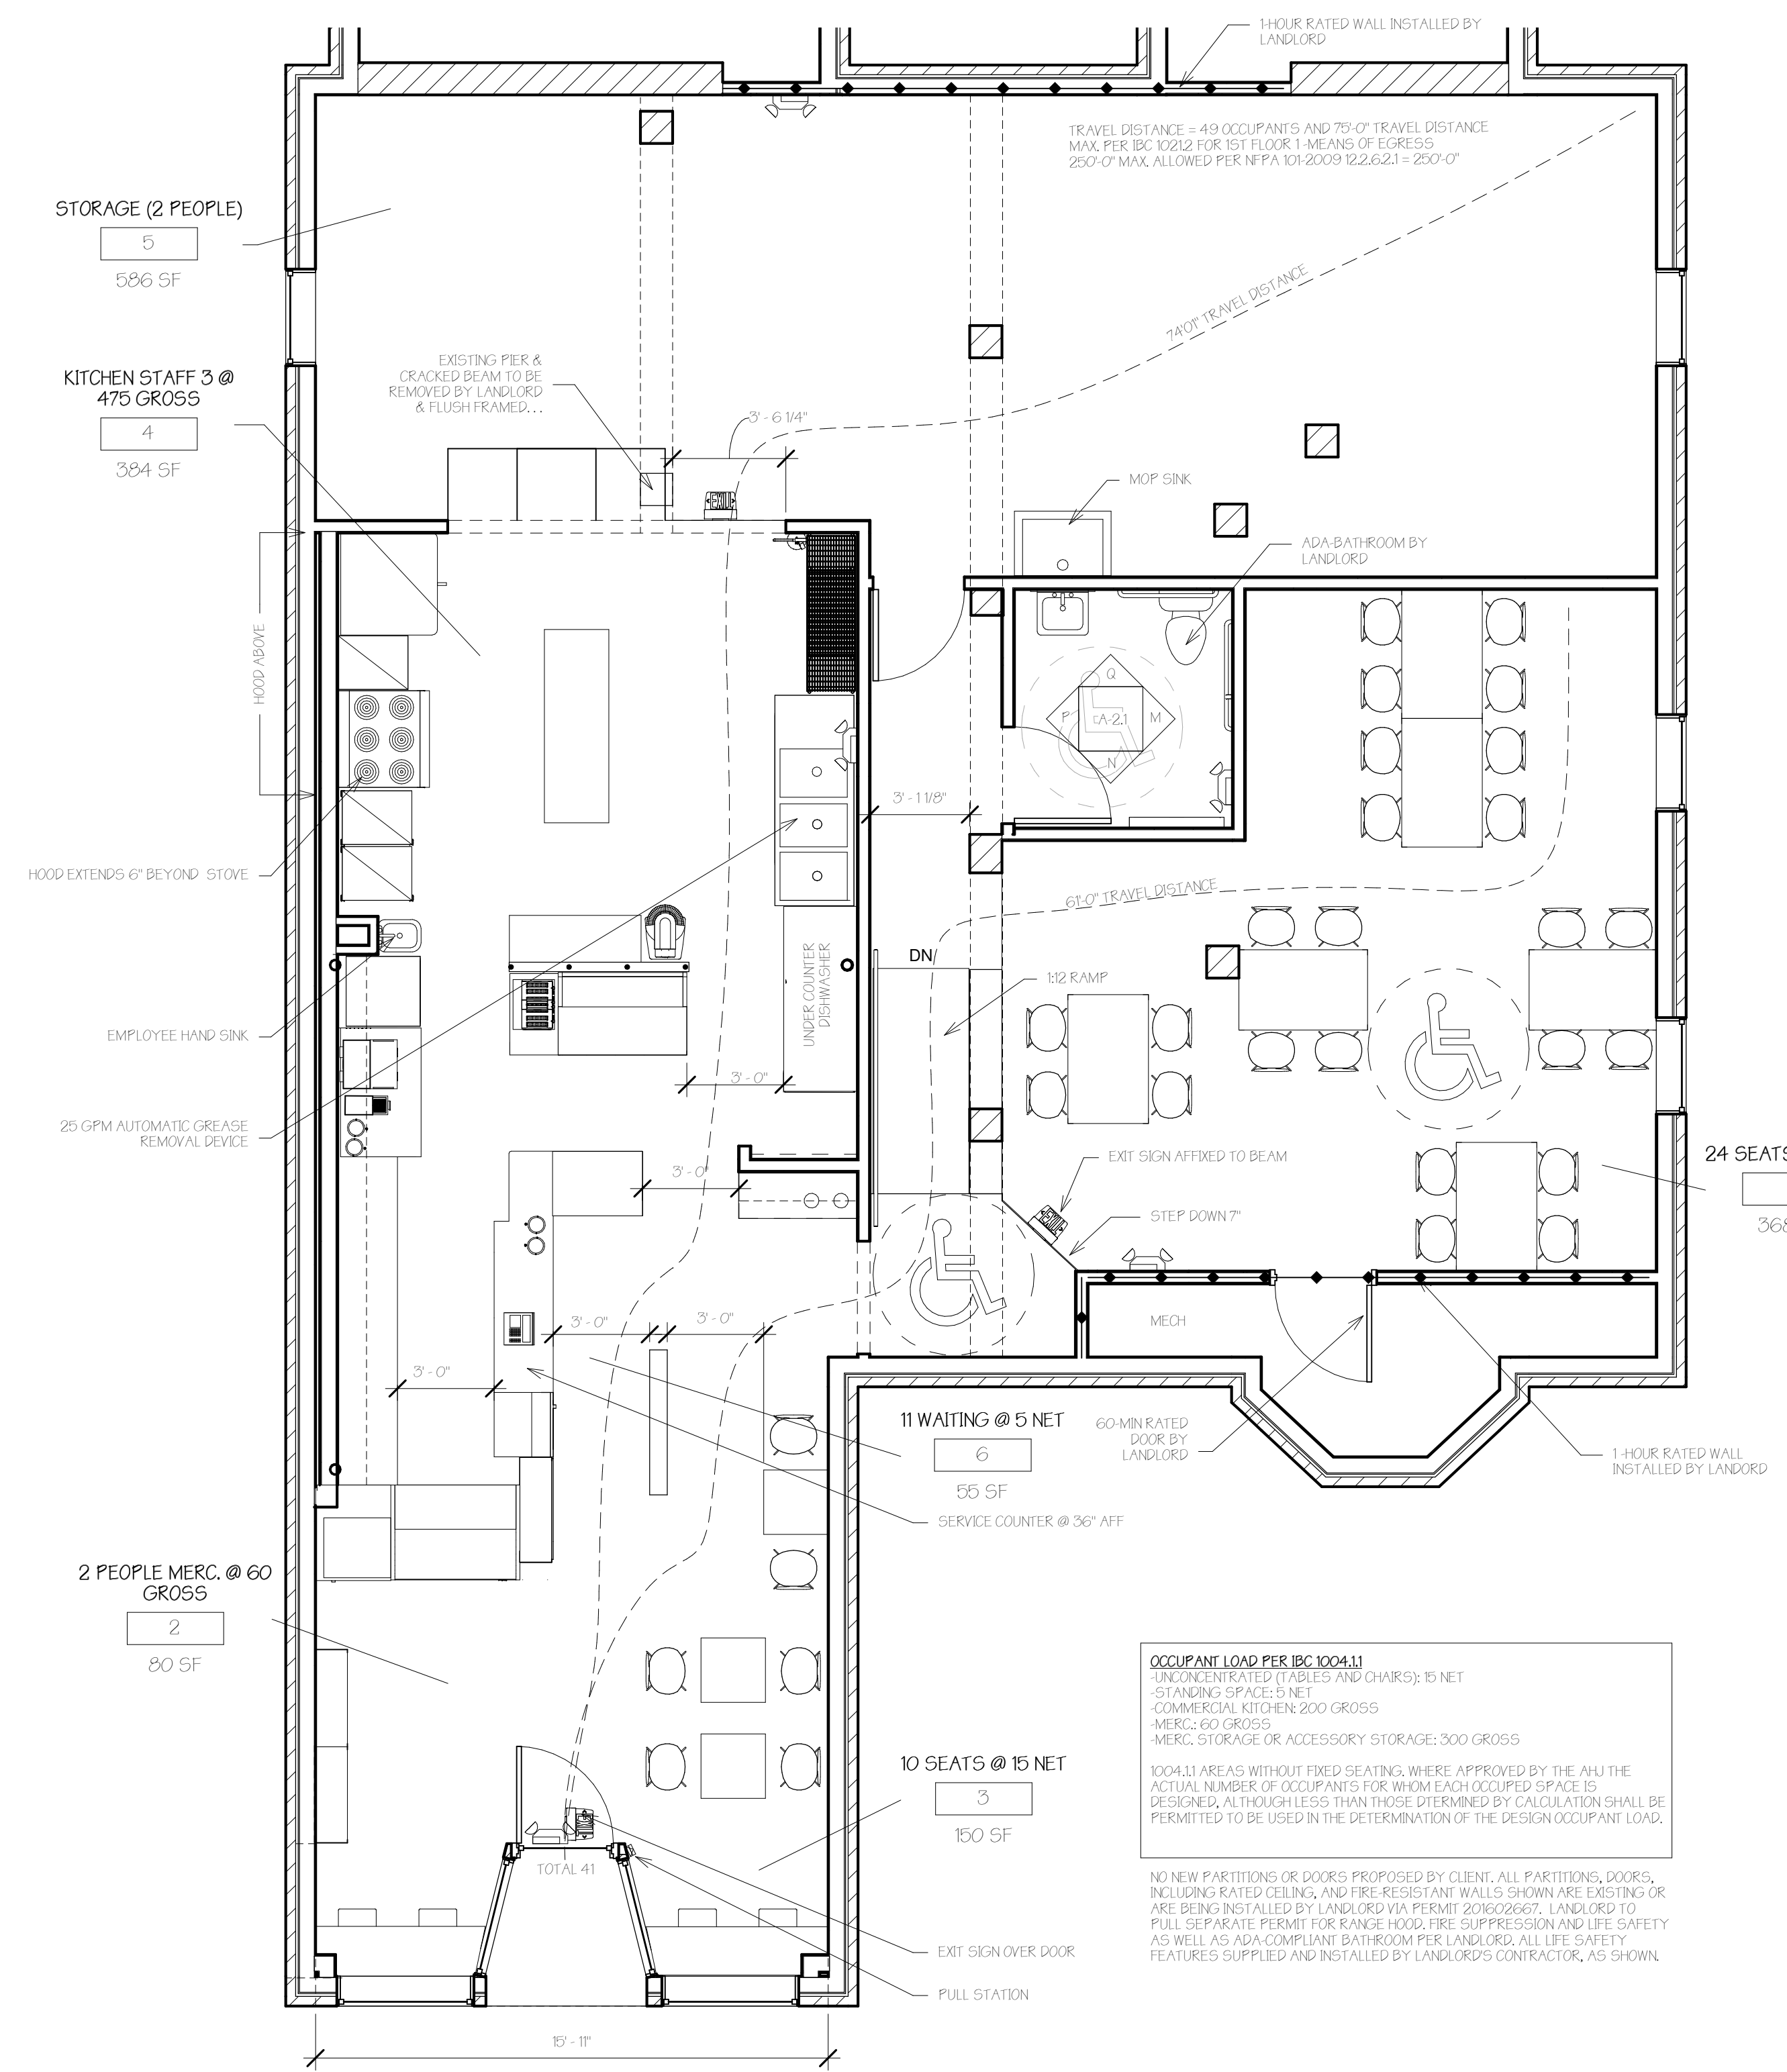 1-HOUR RATED WALL INSTALLED BY
LANDLORD
TRAVEL DISTANCE = 49 OCCUPANTS AND 75'-0" TRAVEL DISTANCE
MAX. PER IBC 1021.2 FOR 1ST FLOOR 1 -MEANS OF EGRESS
250'-0" MAX. ALLOWED PER NFPA 101-2009 12.2.6.2.1 = 250'-0"
STORAGE (2 PEOPLE)
5
586 SF
74'01" TRAVEL DISTANCE
EXISTING PIER &
CRACKED BEAM TO BE
REMOVED BY LANDLORD
& FLUSH FRAMED...
KITCHEN STAFF 3 @
475 GROSS
4
384 SF
3' - 6 1/4"
EXIT
MOP SINK
ADA-BATHROOM BY
LANDLORD
HOOD ABOVE
Q
P
A-2.1
M
N
3' - 1 1/8"
HOOD EXTENDS 6" BEYOND STOVE
61'-0" TRAVEL DISTANCE
DN
UNDER COUNTER
DISHWASHER
1:12 RAMP
EMPLOYEE HAND SINK
3' - 0"
25 GPM AUTOMATIC GREASE
REMOVAL DEVICE
3' - 0"
EXIT SIGN AFFIXED TO BEAM
24 SEATS
368
EXIT
STEP DOWN 7"
MECH
3' - 0"
3' - 0"
3' - 0"
11 WAITING @ 5 NET
6
55 SF
60-MIN RATED
DOOR BY
LANDLORD
1 -HOUR RATED WALL
INSTALLED BY LANDORD
SERVICE COUNTER @ 36" AFF
2 PEOPLE MERC. @ 60
GROSS
2
80 SF
OCCUPANT LOAD PER IBC 1004.1.1
-UNCONCENTRATED (TABLES AND CHAIRS): 15 NET
-STANDING SPACE: 5 NET
-COMMERCIAL KITCHEN: 200 GROSS
-MERC.: 60 GROSS
-MERC. STORAGE OR ACCESSORY STORAGE: 300 GROSS
1004.1.1 AREAS WITHOUT FIXED SEATING. WHERE APPROVED BY THE AHJ THE
ACTUAL NUMBER OF OCCUPANTS FOR WHOM EACH OCCUPED SPACE IS
DESIGNED, ALTHOUGH LESS THAN THOSE DTERMINED BY CALCULATION SHALL BE
PERMITTED TO BE USED IN THE DETERMINATION OF THE DESIGN OCCUPANT LOAD.
10 SEATS @ 15 NET
3
150 SF
EXIT
TOTAL 41
NO NEW PARTITIONS OR DOORS PROPOSED BY CLIENT. ALL PARTITIONS, DOORS,
INCLUDING RATED CEILING, AND FIRE-RESISTANT WALLS SHOWN ARE EXISTING OR
ARE BEING INSTALLED BY LANDLORD VIA PERMIT 201602667. LANDLORD TO
PULL SEPARATE PERMIT FOR RANGE HOOD. FIRE SUPPRESSION AND LIFE SAFETY
AS WELL AS ADA-COMPLIANT BATHROOM PER LANDLORD. ALL LIFE SAFETY
FEATURES SUPPLIED AND INSTALLED BY LANDLORD'S CONTRACTOR, AS SHOWN.
EXIT SIGN OVER DOOR
PULL STATION
15' - 11"